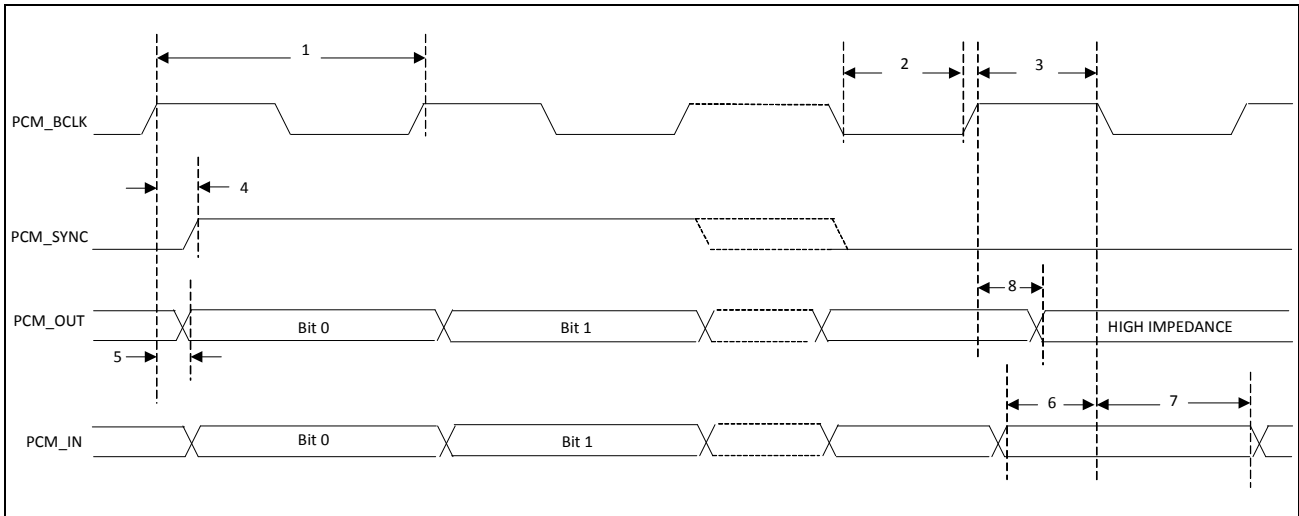 1
2
3
PCM_BCLK
4
PCM_SYNC
8
PCM_OUT
Bit 0
Bit 1
HIGH IMPEDANCE
5
6
7
PCM_IN
Bit 0
Bit 1